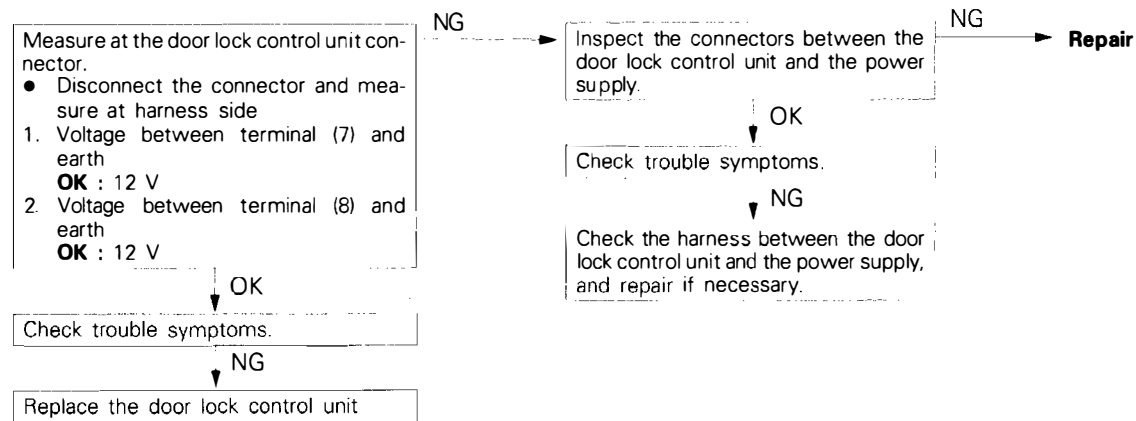 Measure at the door lock control unit con-
nector.
● Disconnect the connector and mea-
sure at harness side
1. Voltage between terminal (7) and
earth
OK : 12 V
2. Voltage between terminal (8) and
earth
OK : 12 V
NG
Inspect the connectors between the
door lock control unit and the power
supply.
NG
Repair
OK
Check trouble symptoms.
NG
Check the harness between the door
lock control unit and the power supply,
and repair if necessary.
OK
Check trouble symptoms.
NG
Replace the door lock control unit